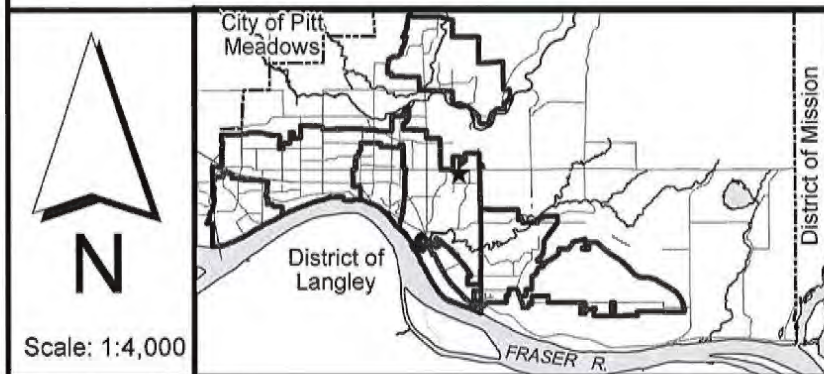 N
Scale: 1:4,000
City of Pitt
Meadows
District of
Langley
District of Mission
FRASER R.